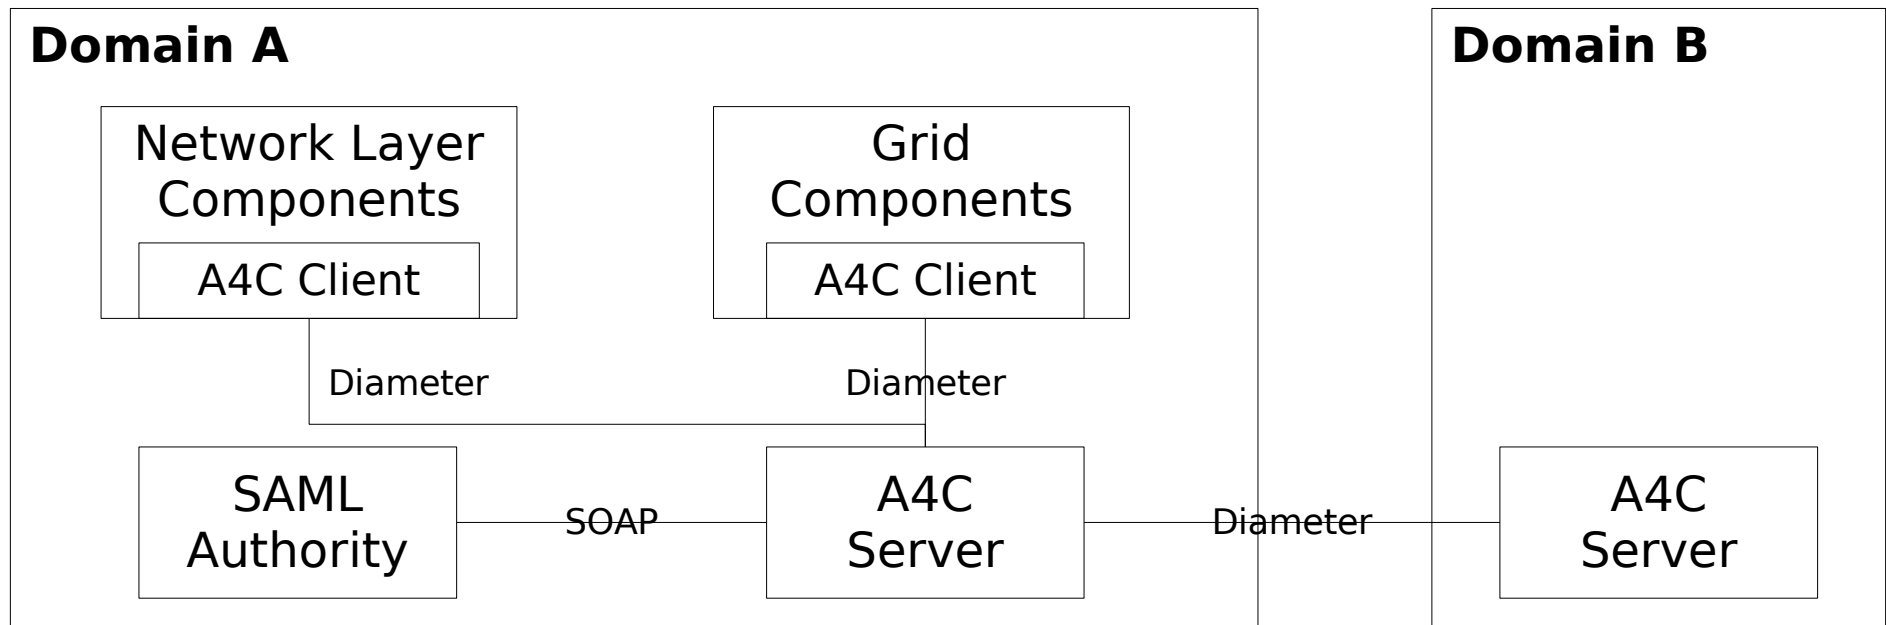 Domain A
Domain B
Network Layer
Components
A4C Client
Grid
Components
A4C Client
Diameter
Diameter
SAML
Authority
SOAP
A4C
Server
Diameter
A4C
Server